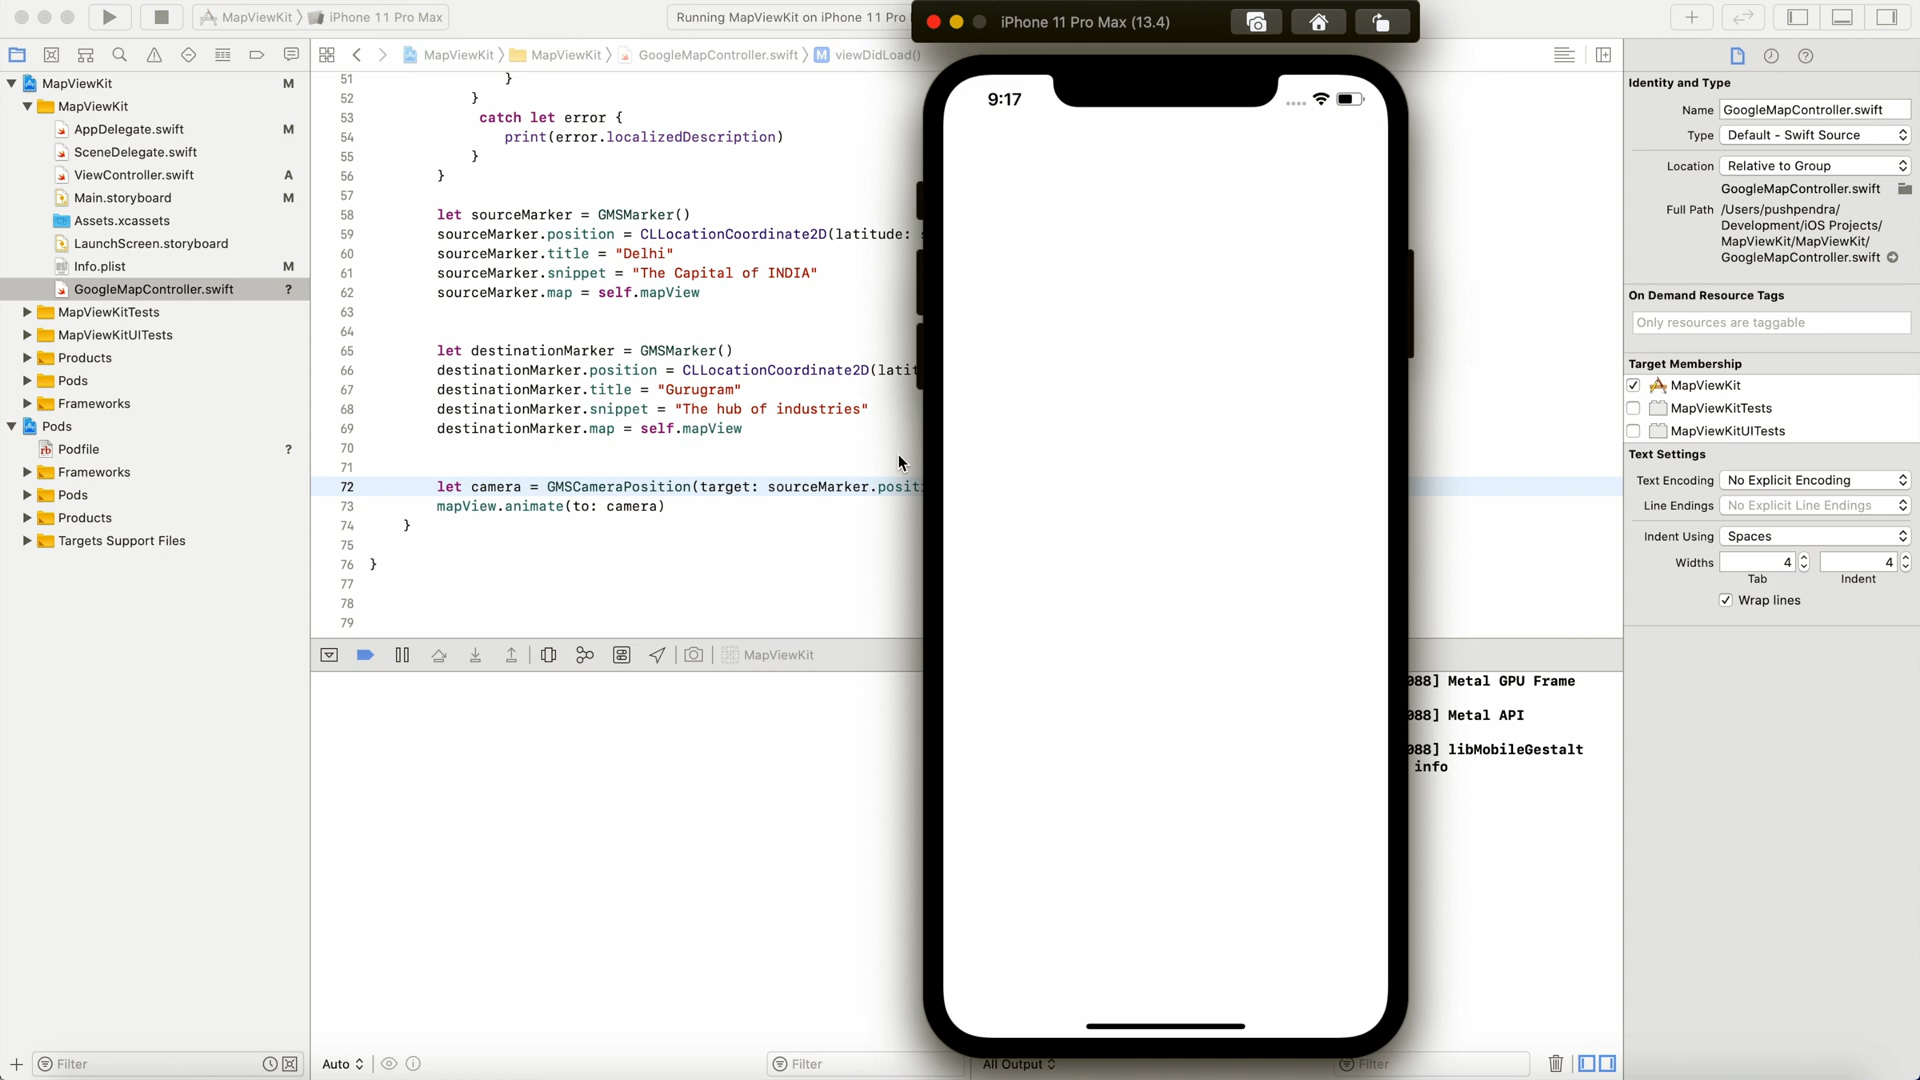 MapViewKit
iPhone 11 Pro Max
Running MapViewKit on iPhone 11 Pro
iPhone 11 Pro Max (13.4)
MapViewKit
MapViewKit
GoogleMapController.swift
M viewDidLoad()
MapViewKit M
MapViewKit
AppDelegate.swift M
SceneDelegate.swift
ViewController.swift A
Main.storyboard M
Assets.xcassets
LaunchScreen.storyboard
Info.plist M
GoogleMapController.swift ?
MapViewKitTests
MapViewKitUITests
Products
Pods
Frameworks
Pods
Podfile ?
Frameworks
Pods
Products
Targets Support Files
Filter
51 }
52 }
53 catch let error {
54 print(error.localizedDescription)
55 }
56 }
57
58 let sourceMarker = GMSMarker()
59 sourceMarker.position = CLLocationCoordinate2D(latitude:
60 sourceMarker.title = "Delhi"
61 sourceMarker.snippet = "The Capital of INDIA"
62 sourceMarker.map = self.mapView
63
64
65 let destinationMarker = GMSMarker()
66 destinationMarker.position = CLLocationCoordinate2D(latit
67 destinationMarker.title = "Gurugram"
68 destinationMarker.snippet = "The hub of industries"
69 destinationMarker.map = self.mapView
70
71
72 let camera = GMSCameraPosition(target: sourceMarker.positi
73 mapView.animate(to: camera)
74 }
75
76 }
77
78
79
MapViewKit
Auto
Filter
9:17
088] Metal GPU Frame
088] Metal API
088] libMobileGestalt
info
All Output
Filter
Identity and Type
Name GoogleMapController.swift
Type Default - Swift Source
Location Relative to Group
GoogleMapController.swift
Full Path /Users/pushpendra/
Development/iOS Projects/
MapViewKit/MapViewKit/
GoogleMapController.swift
On Demand Resource Tags
Only resources are taggable
Target Membership
MapViewKit
MapViewKitTests
MapViewKitUITests
Text Settings
Text Encoding No Explicit Encoding
Line Endings No Explicit Line Endings
Indent Using Spaces
Widths 4 4
Tab Indent
Wrap lines